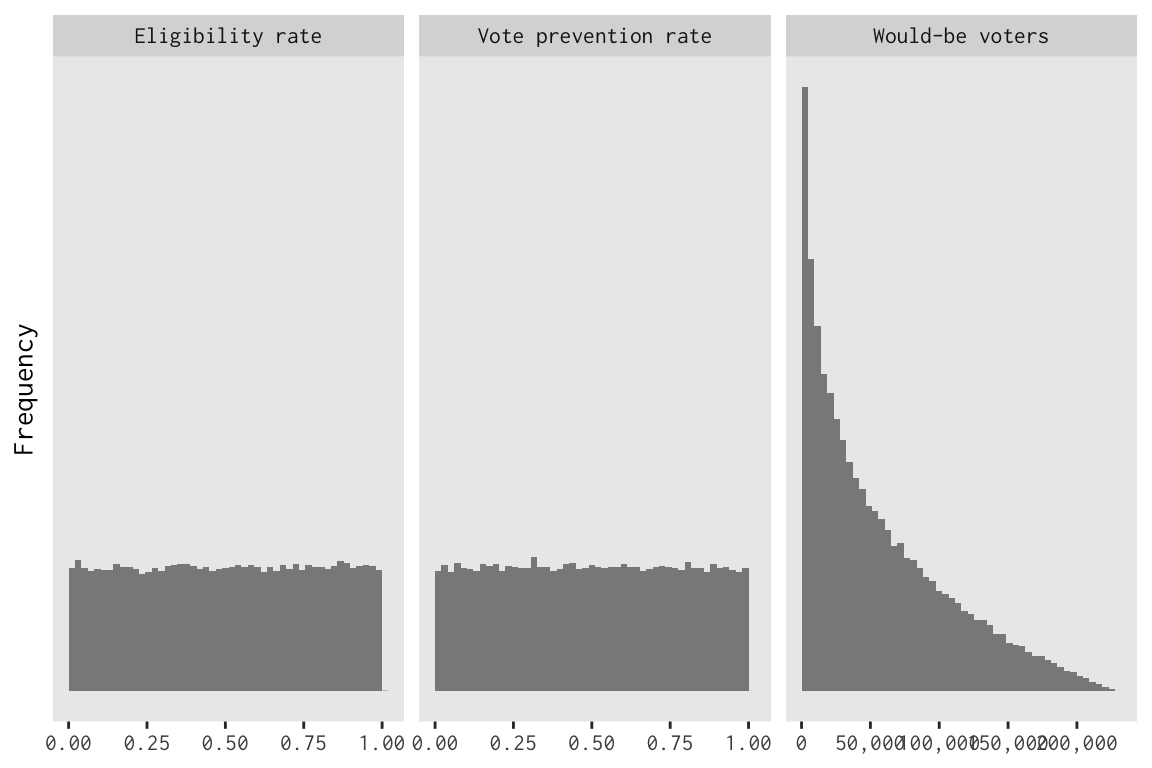 Eligibility rate
Vote prevention rate
Would-be voters
Frequency
0.00 0.25 0.50 0.75 1.00
0.00 0.25 0.50 0.75 1.00
0 50,000 100,000 150,000 200,000